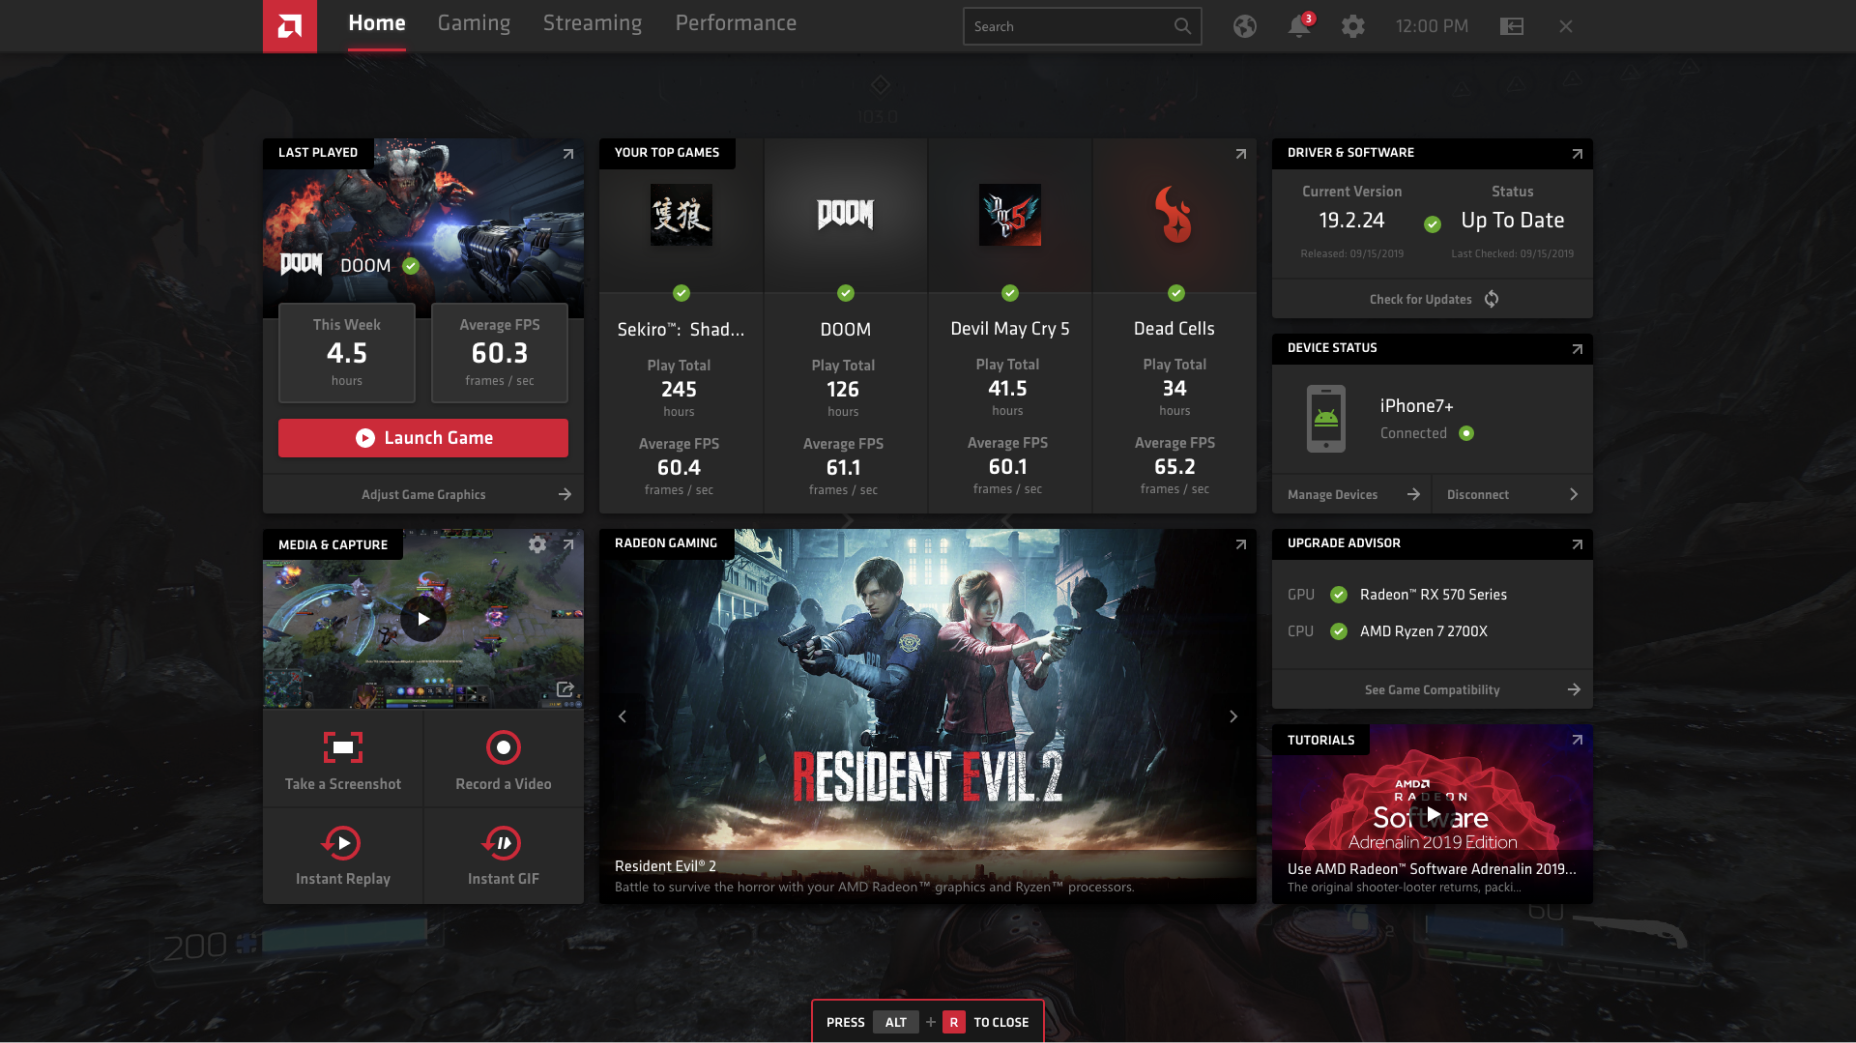 Home
Gaming
Streaming
Performance
Search
3
12:00 PM
103.0
LAST PLAYED
DOOM
DOOM
This Week
4.5
hours
Average FPS
60.3
frames / sec
Launch Game
Adjust Game Graphics
YOUR TOP GAMES
隻狼
DOOM
DMC5
Sekiro™: Shad...
Play Total
245
hours
Average FPS
60.4
frames / sec
DOOM
Play Total
126
hours
Average FPS
61.1
frames / sec
Devil May Cry 5
Play Total
41.5
hours
Average FPS
60.1
frames / sec
Dead Cells
Play Total
34
hours
Average FPS
65.2
frames / sec
DRIVER & SOFTWARE
Current Version
19.2.24
Released: 09/15/2019
Status
Up To Date
Last Checked: 09/15/2019
Check for Updates
DEVICE STATUS
iPhone7+
Connected
Manage Devices
Disconnect
MEDIA & CAPTURE
Take a Screenshot
Record a Video
Instant Replay
Instant GIF
RADEON GAMING
RESIDENT EVIL 2
Resident Evil® 2
Battle to survive the horror with your AMD Radeon™ graphics and Ryzen™ processors.
UPGRADE ADVISOR
GPU
Radeon™ RX 570 Series
CPU
AMD Ryzen 7 2700X
See Game Compatibility
TUTORIALS
AMD
RADEON
Software
Adrenalin 2019 Edition
Use AMD Radeon™ Software Adrenalin 2019...
The original shooter-looter returns, packi...
200
60
2
PRESS ALT + R TO CLOSE